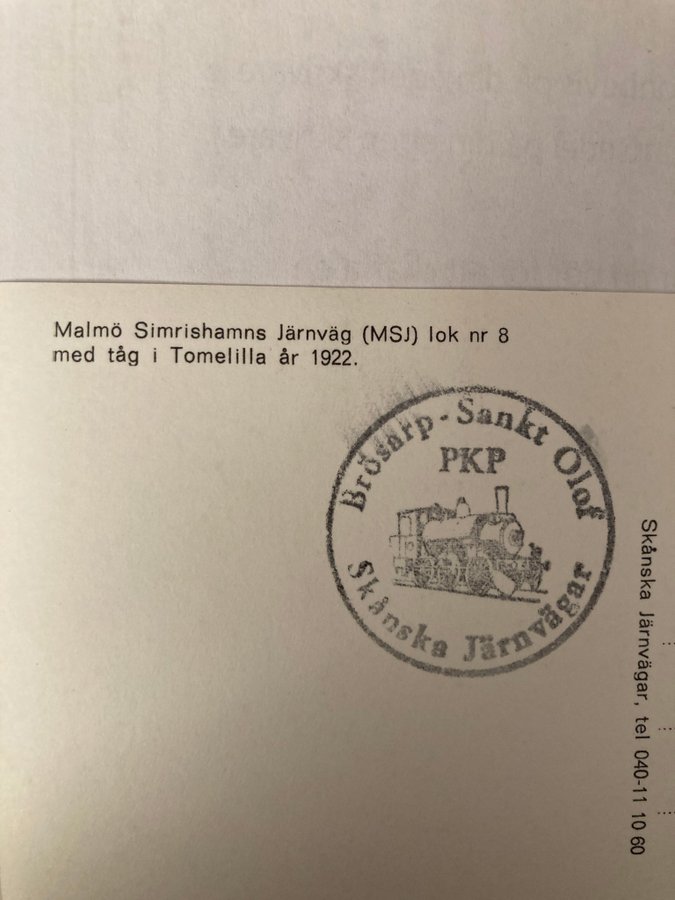 Malmö Simrishamns Järnväg (MSJ) lok nr 8
med tåg i Tomelilla år 1922.
Brösarp - Sankt Olof
PKP
Skånska Järnvägar
Skånska Järnvägar, tel 040-11 10 60